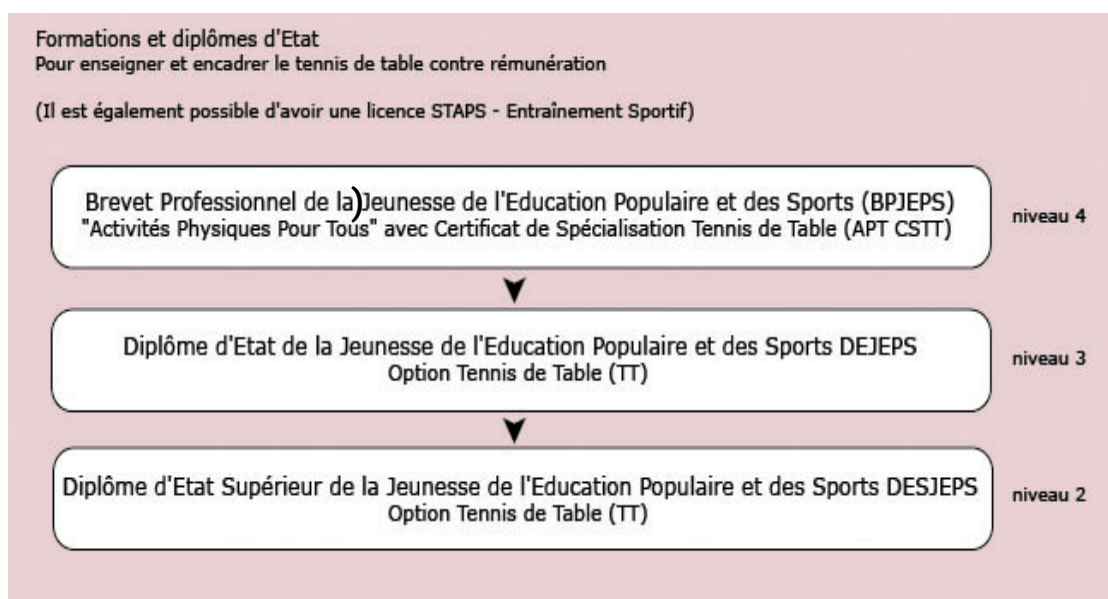 Formations et diplômes d'Etat
Pour enseigner et encadrer le tennis de table contre rémunération
(Il est également possible d'avoir une licence STAPS - Entraînement Sportif)
Brevet Professionnel de la)Jeunesse de l'Education Populaire et des Sports (BPJEPS)
"Activités Physiques Pour Tous" avec Certificat de Spécialisation Tennis de Table (APT CSTT)
niveau 4
Diplôme d'Etat de la Jeunesse de l'Education Populaire et des Sports DEJEPS
Option Tennis de Table (TT)
niveau 3
Diplôme d'Etat Supérieur de la Jeunesse de l'Education Populaire et des Sports DESJEPS
Option Tennis de Table (TT)
niveau 2